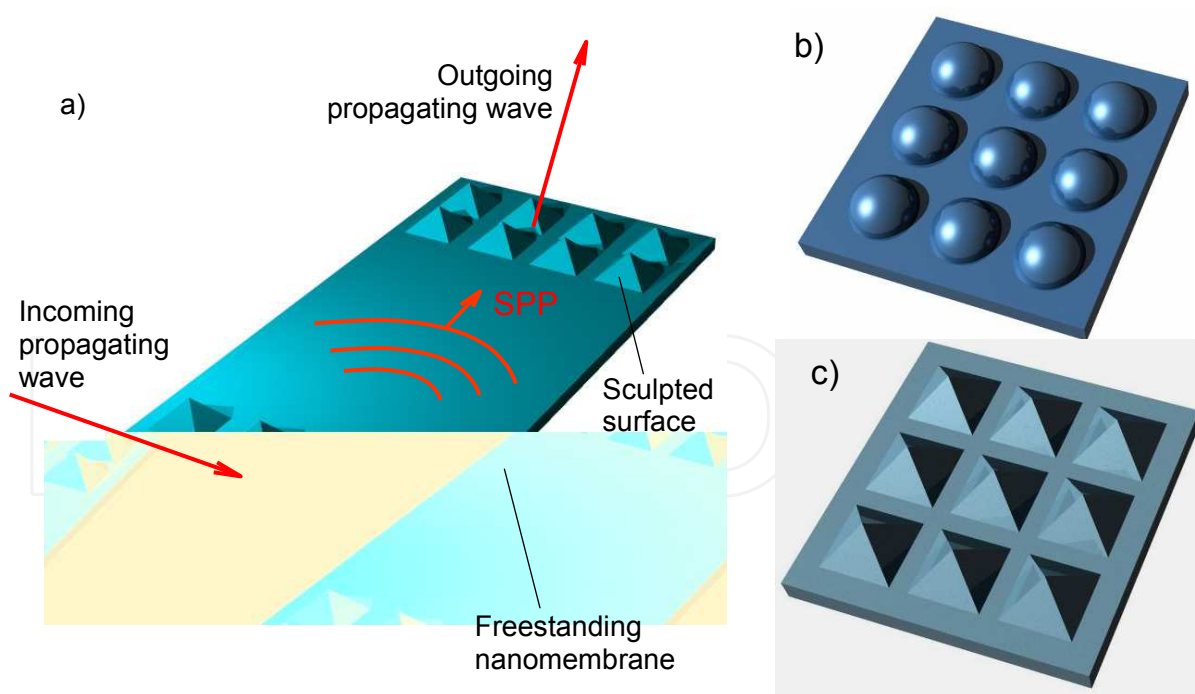 a)
Outgoing
propagating wave
SPP
Incoming
propagating
wave
Sculpted
surface
Freestanding
nanomembrane
b)
c)